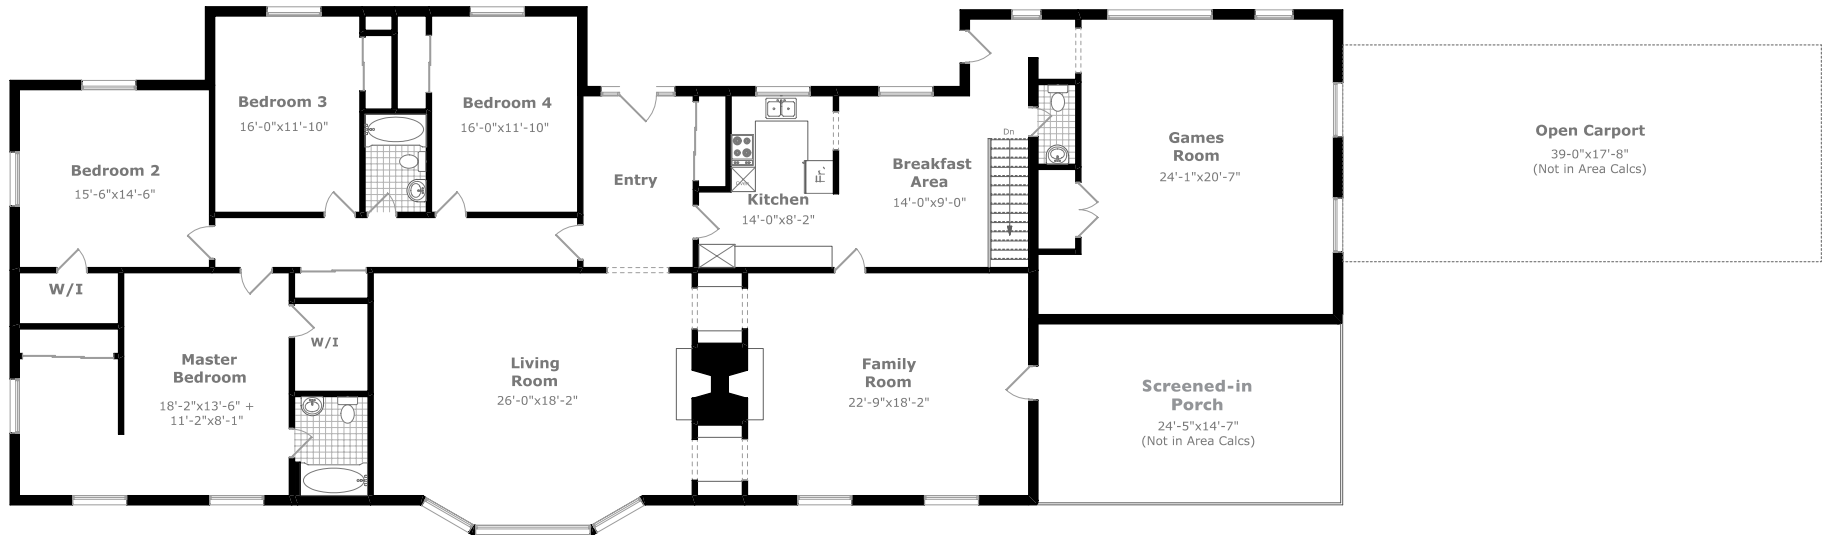 Bedroom 2
15'-6"x14'-6"
Bedroom 3
16'-0"x11'-10"
Bedroom 4
16'-0"x11'-10"
Entry
Kitchen
14'-0"x8'-2"
Fr.
Breakfast
Area
14'-0"x9'-0"
Dn
Games
Room
24'-1"x20'-7"
Open Carport
39-0"x17'-8"
(Not in Area Calcs)
W/I
Master
Bedroom
18'-2"x13'-6" +
11'-2"x8'-1"
W/I
Living
Room
26'-0"x18'-2"
Family
Room
22'-9"x18'-2"
Screened-in
Porch
24'-5"x14'-7"
(Not in Area Calcs)